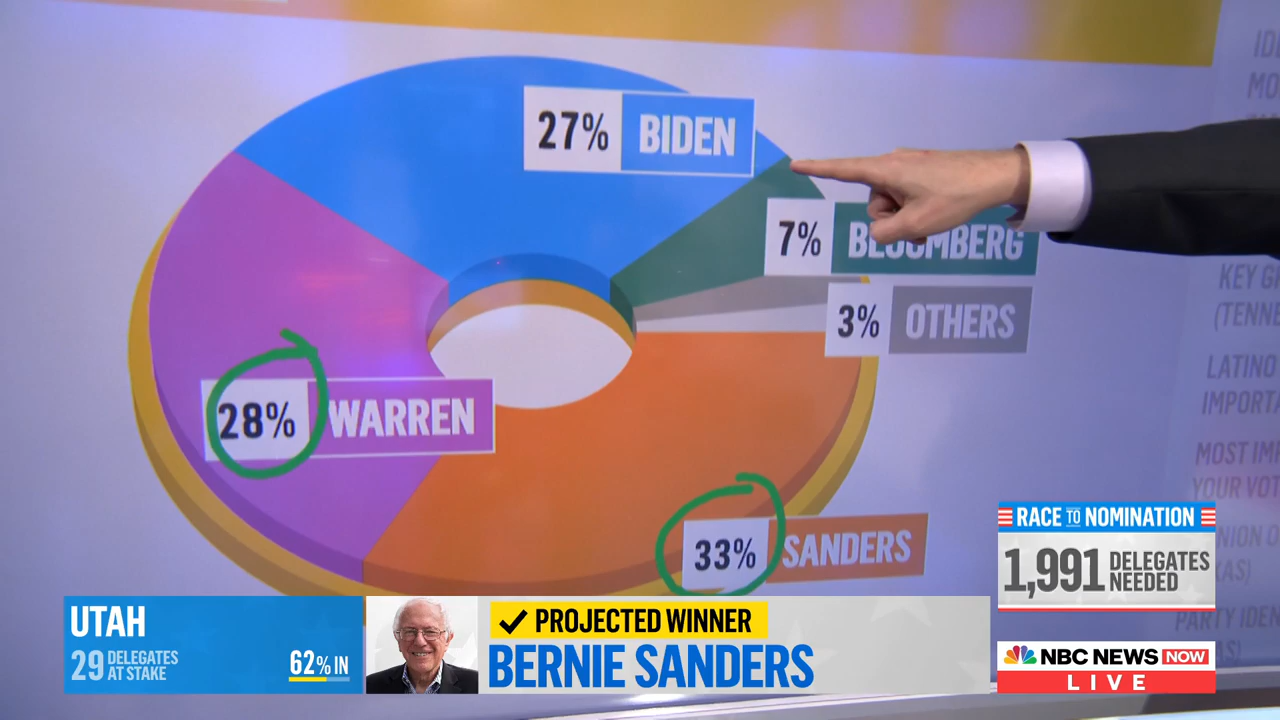 27% BIDEN
7% BLOOMBERG
3% OTHERS
28% WARREN
33% SANDERS
KEY
(TENNE
LATINO
IMPORTA
MOST IM
YOUR VOT
PARTY IDEN
RACE TO NOMINATION
1,991 DELEGATES
NEEDED
UTAH
29 DELEGATES
AT STAKE
62% IN
✓ PROJECTED WINNER
BERNIE SANDERS
NBC NEWS NOW
LIVE